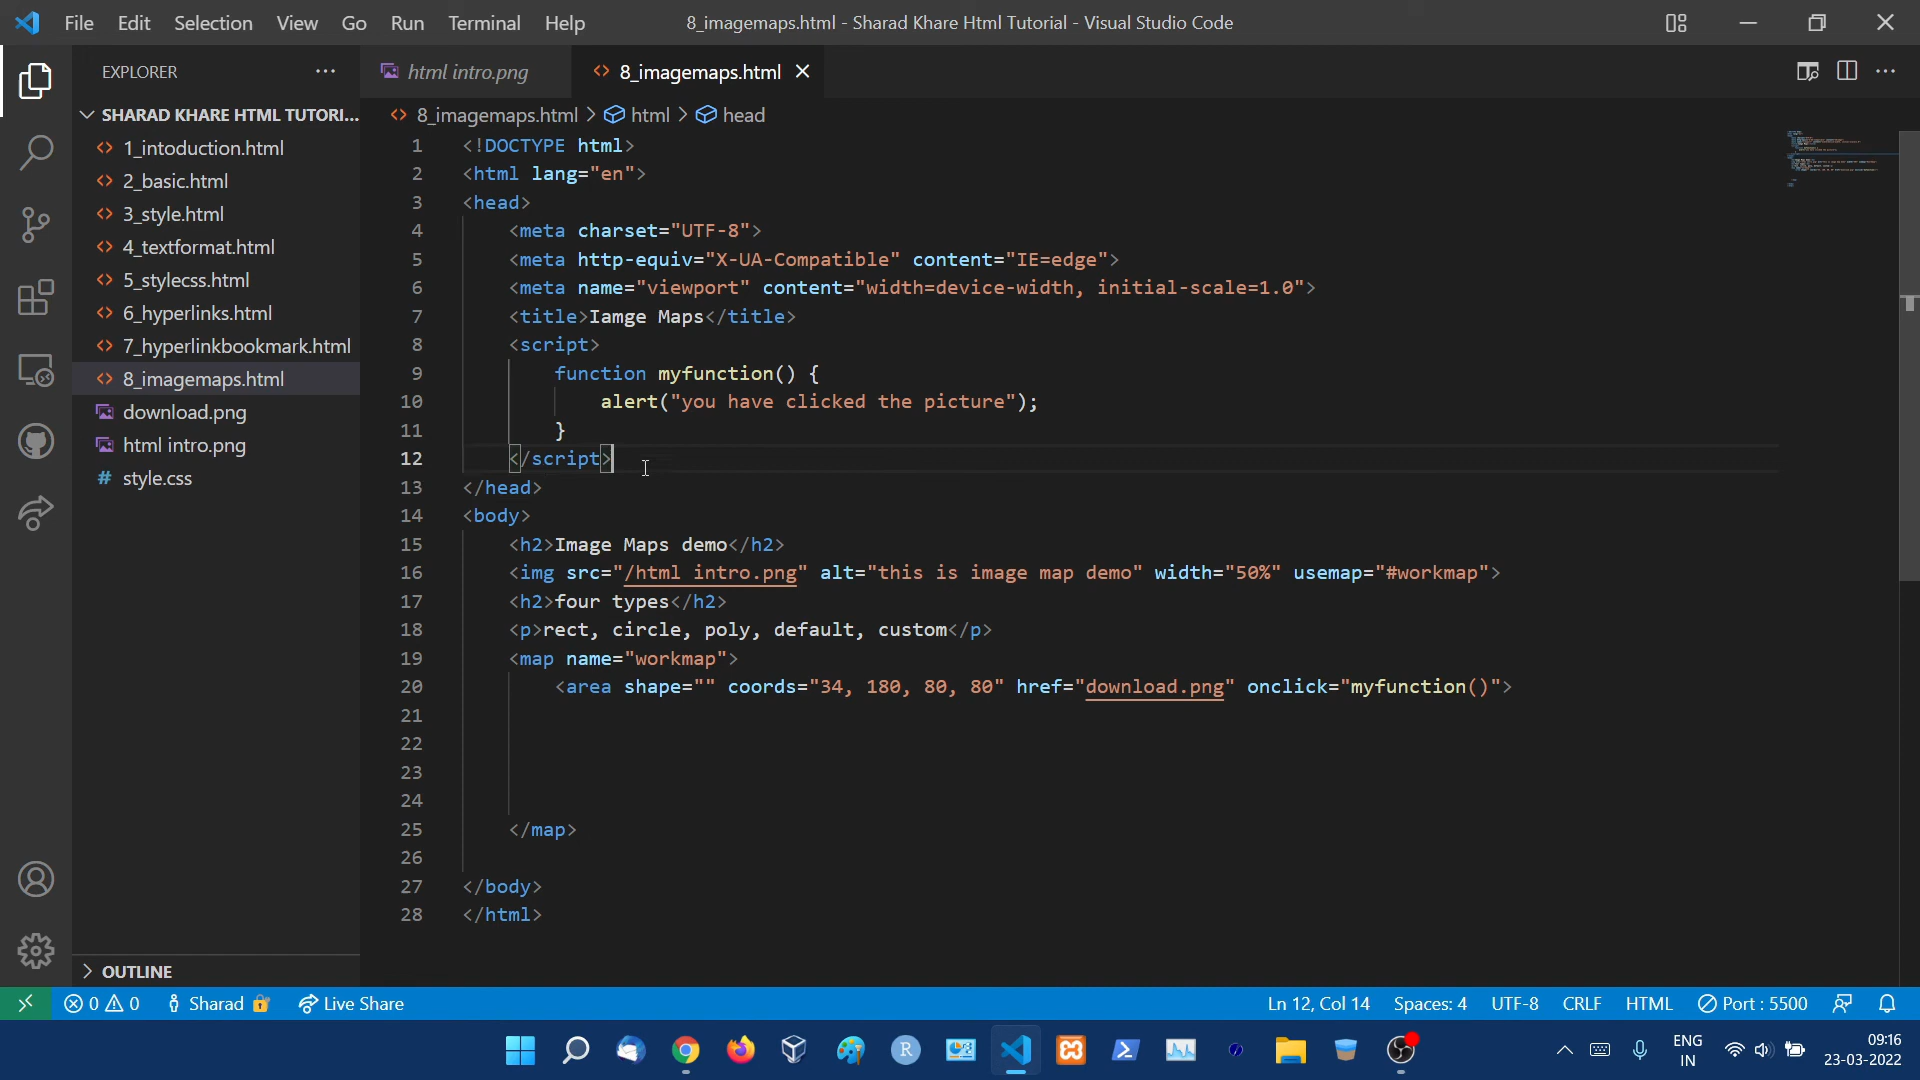 File Edit Selection View Go Run Terminal Help 8_imagemaps.html - Sharad Khare Html Tutorial - Visual Studio Code
EXPLORER
html intro.png 8_imagemaps.html
SHARAD KHARE HTML TUTORI...
1_intoduction.html
2_basic.html
3_style.html
4_textformat.html
5_stylecss.html
6_hyperlinks.html
7_hyperlinkbookmark.html
8_imagemaps.html
download.png
html intro.png
style.css
OUTLINE
8_imagemaps.html > html > head
1 <!DOCTYPE html>
2 <html lang="en">
3 <head>
4 <meta charset="UTF-8">
5 <meta http-equiv="X-UA-Compatible" content="IE=edge">
6 <meta name="viewport" content="width=device-width, initial-scale=1.0">
7 <title>Iamge Maps</title>
8 <script>
9 function myfunction() {
10 alert("you have clicked the picture");
11 }
12 </script>
13 </head>
14 <body>
15 <h2>Image Maps demo</h2>
16 <img src="/html intro.png" alt="this is image map demo" width="50%" usemap="#workmap">
17 <h2>four types</h2>
18 <p>rect, circle, poly, default, custom</p>
19 <map name="workmap">
20 <area shape="" coords="34, 180, 80, 80" href="download.png" onclick="myfunction()">
21
22
23
24
25 </map>
26
27 </body>
28 </html>
0 0 Sharad Live Share Ln 12, Col 14 Spaces: 4 UTF-8 CRLF HTML Port : 5500
ENG 09:16
IN 23-03-2022